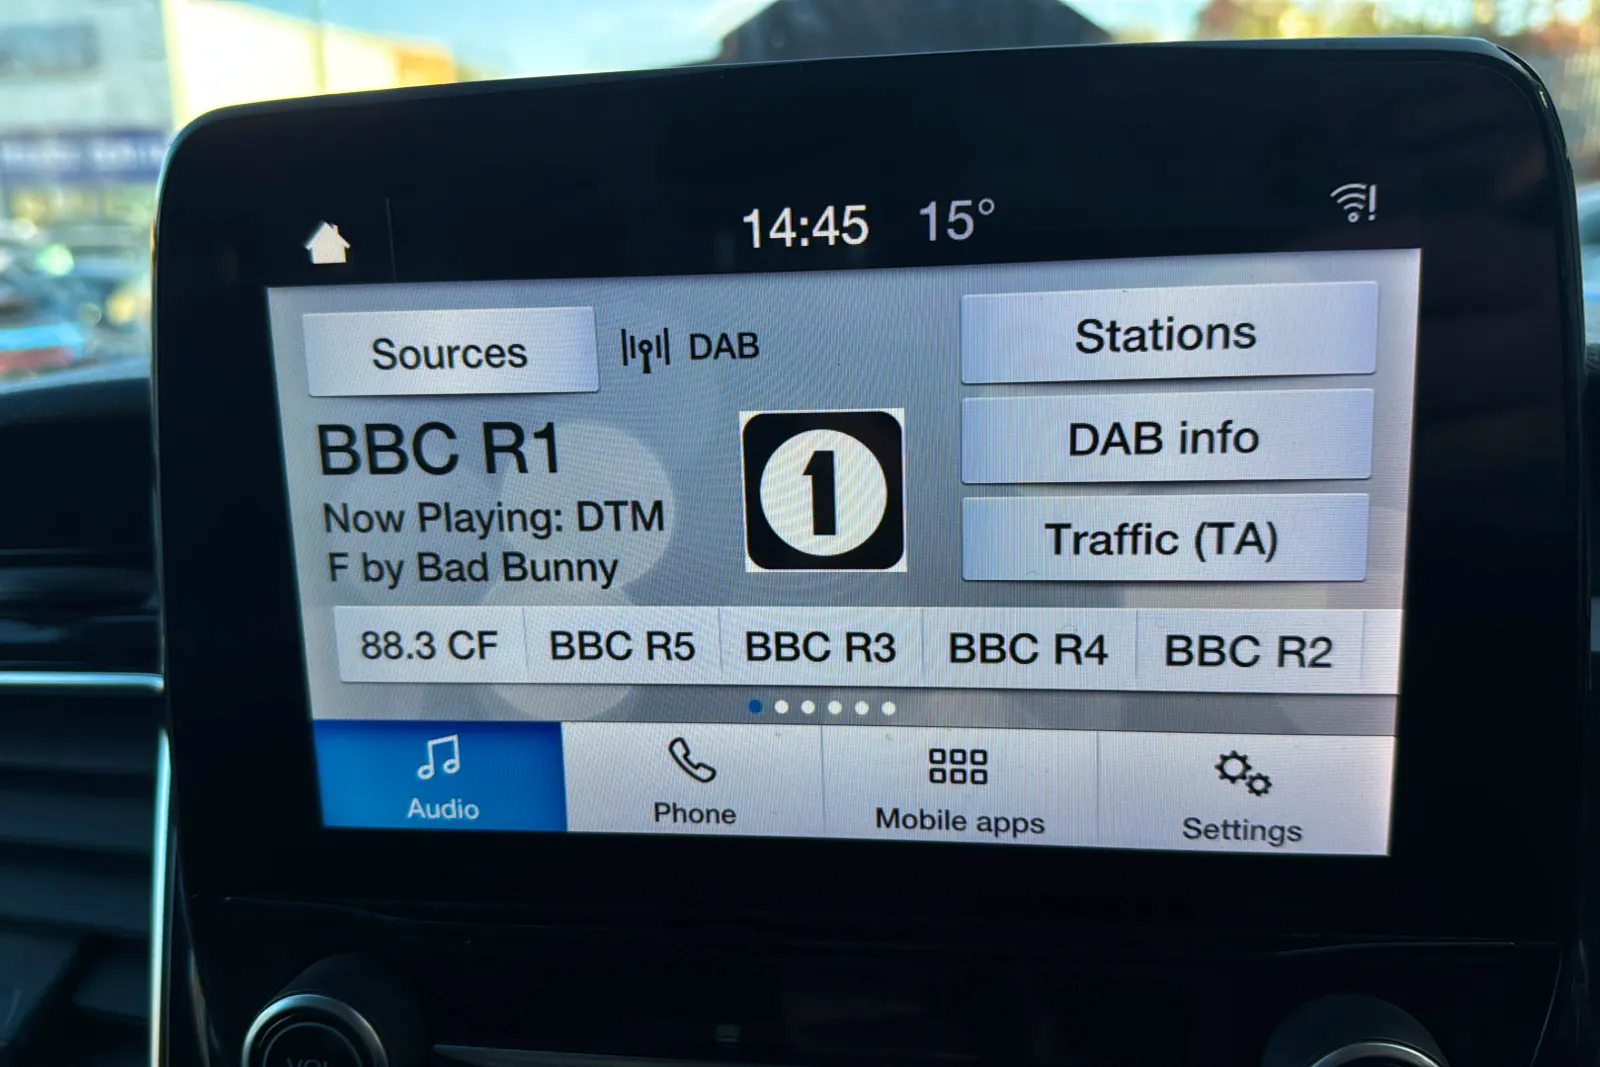 14:45 15°
Sources
DAB
Stations
BBC R1
1
DAB info
Now Playing: DTM
F by Bad Bunny
Traffic (TA)
88.3 CF
BBC R5
BBC R3
BBC R4
BBC R2
Audio
Phone
Mobile apps
Settings
VOL